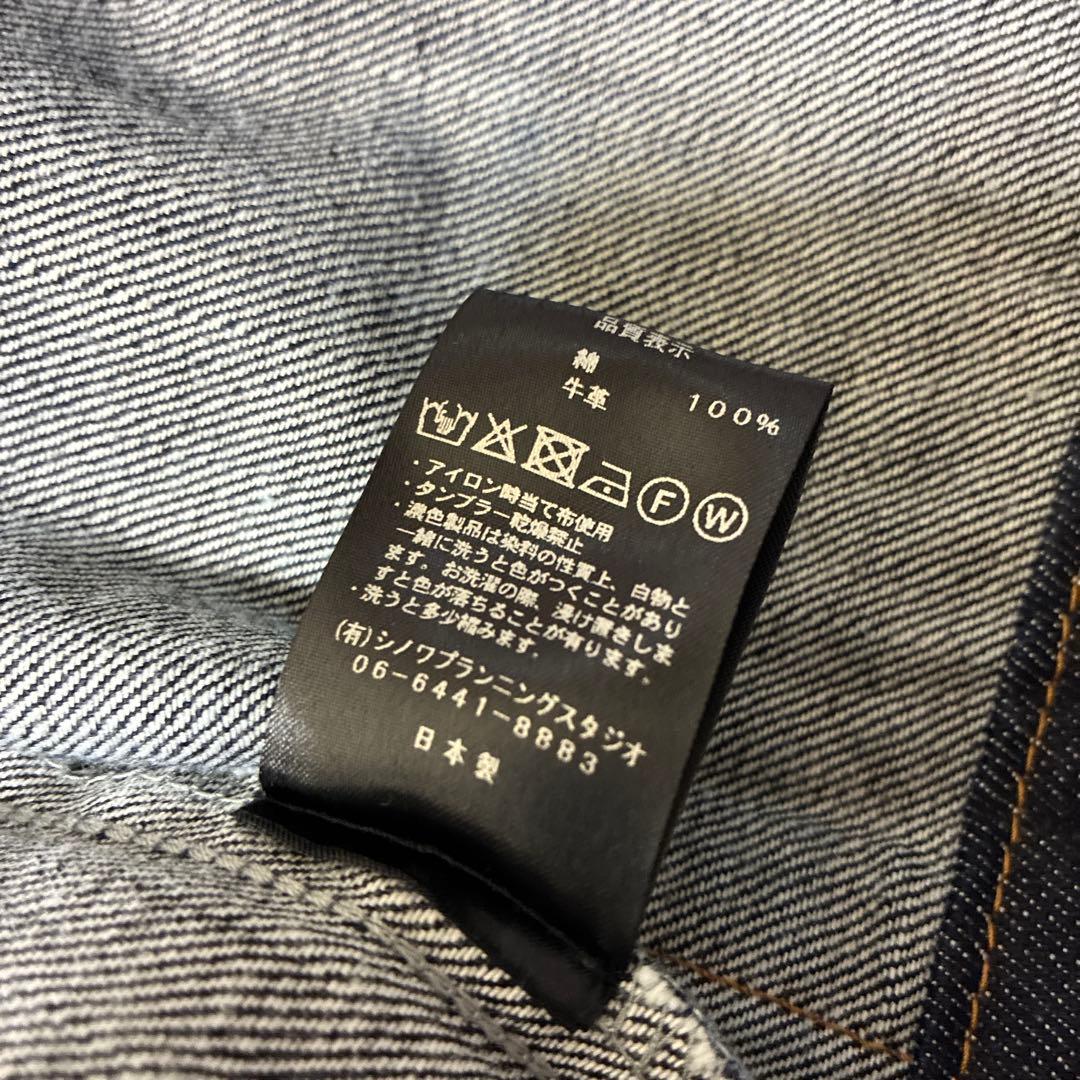 品質表示
綿 100%
牛革
F W
・アイロン時当て布使用
・タンブラー乾燥禁止
・濃色製品は染料の性質上、白物と
一緒に洗うと色がつくことがあり
ます。お洗濯の際、浸け置きしま
すと色が落ちることが有ります。
・洗うと多少縮みます。
(有)シノワプランニングスタジオ
06-6441-8883
日本製